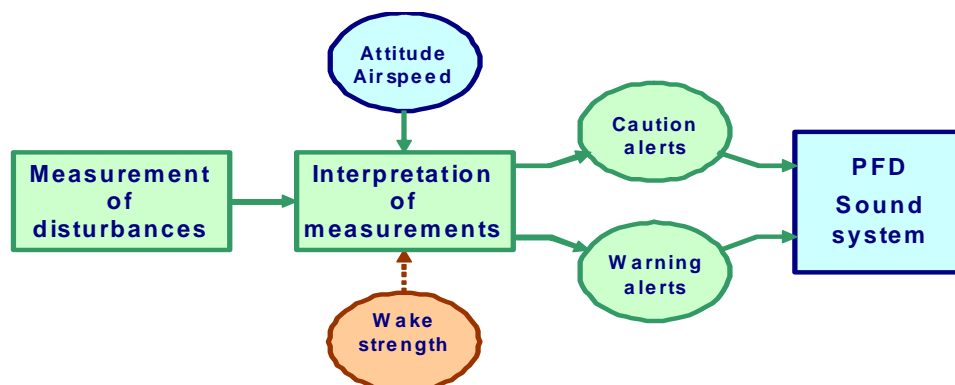 Attitude
Airspeed
Measurement
of
disturbances
Interpretation
of
measurements
Caution
alerts
Warning
alerts
PFD
Sound
system
Wake
strength